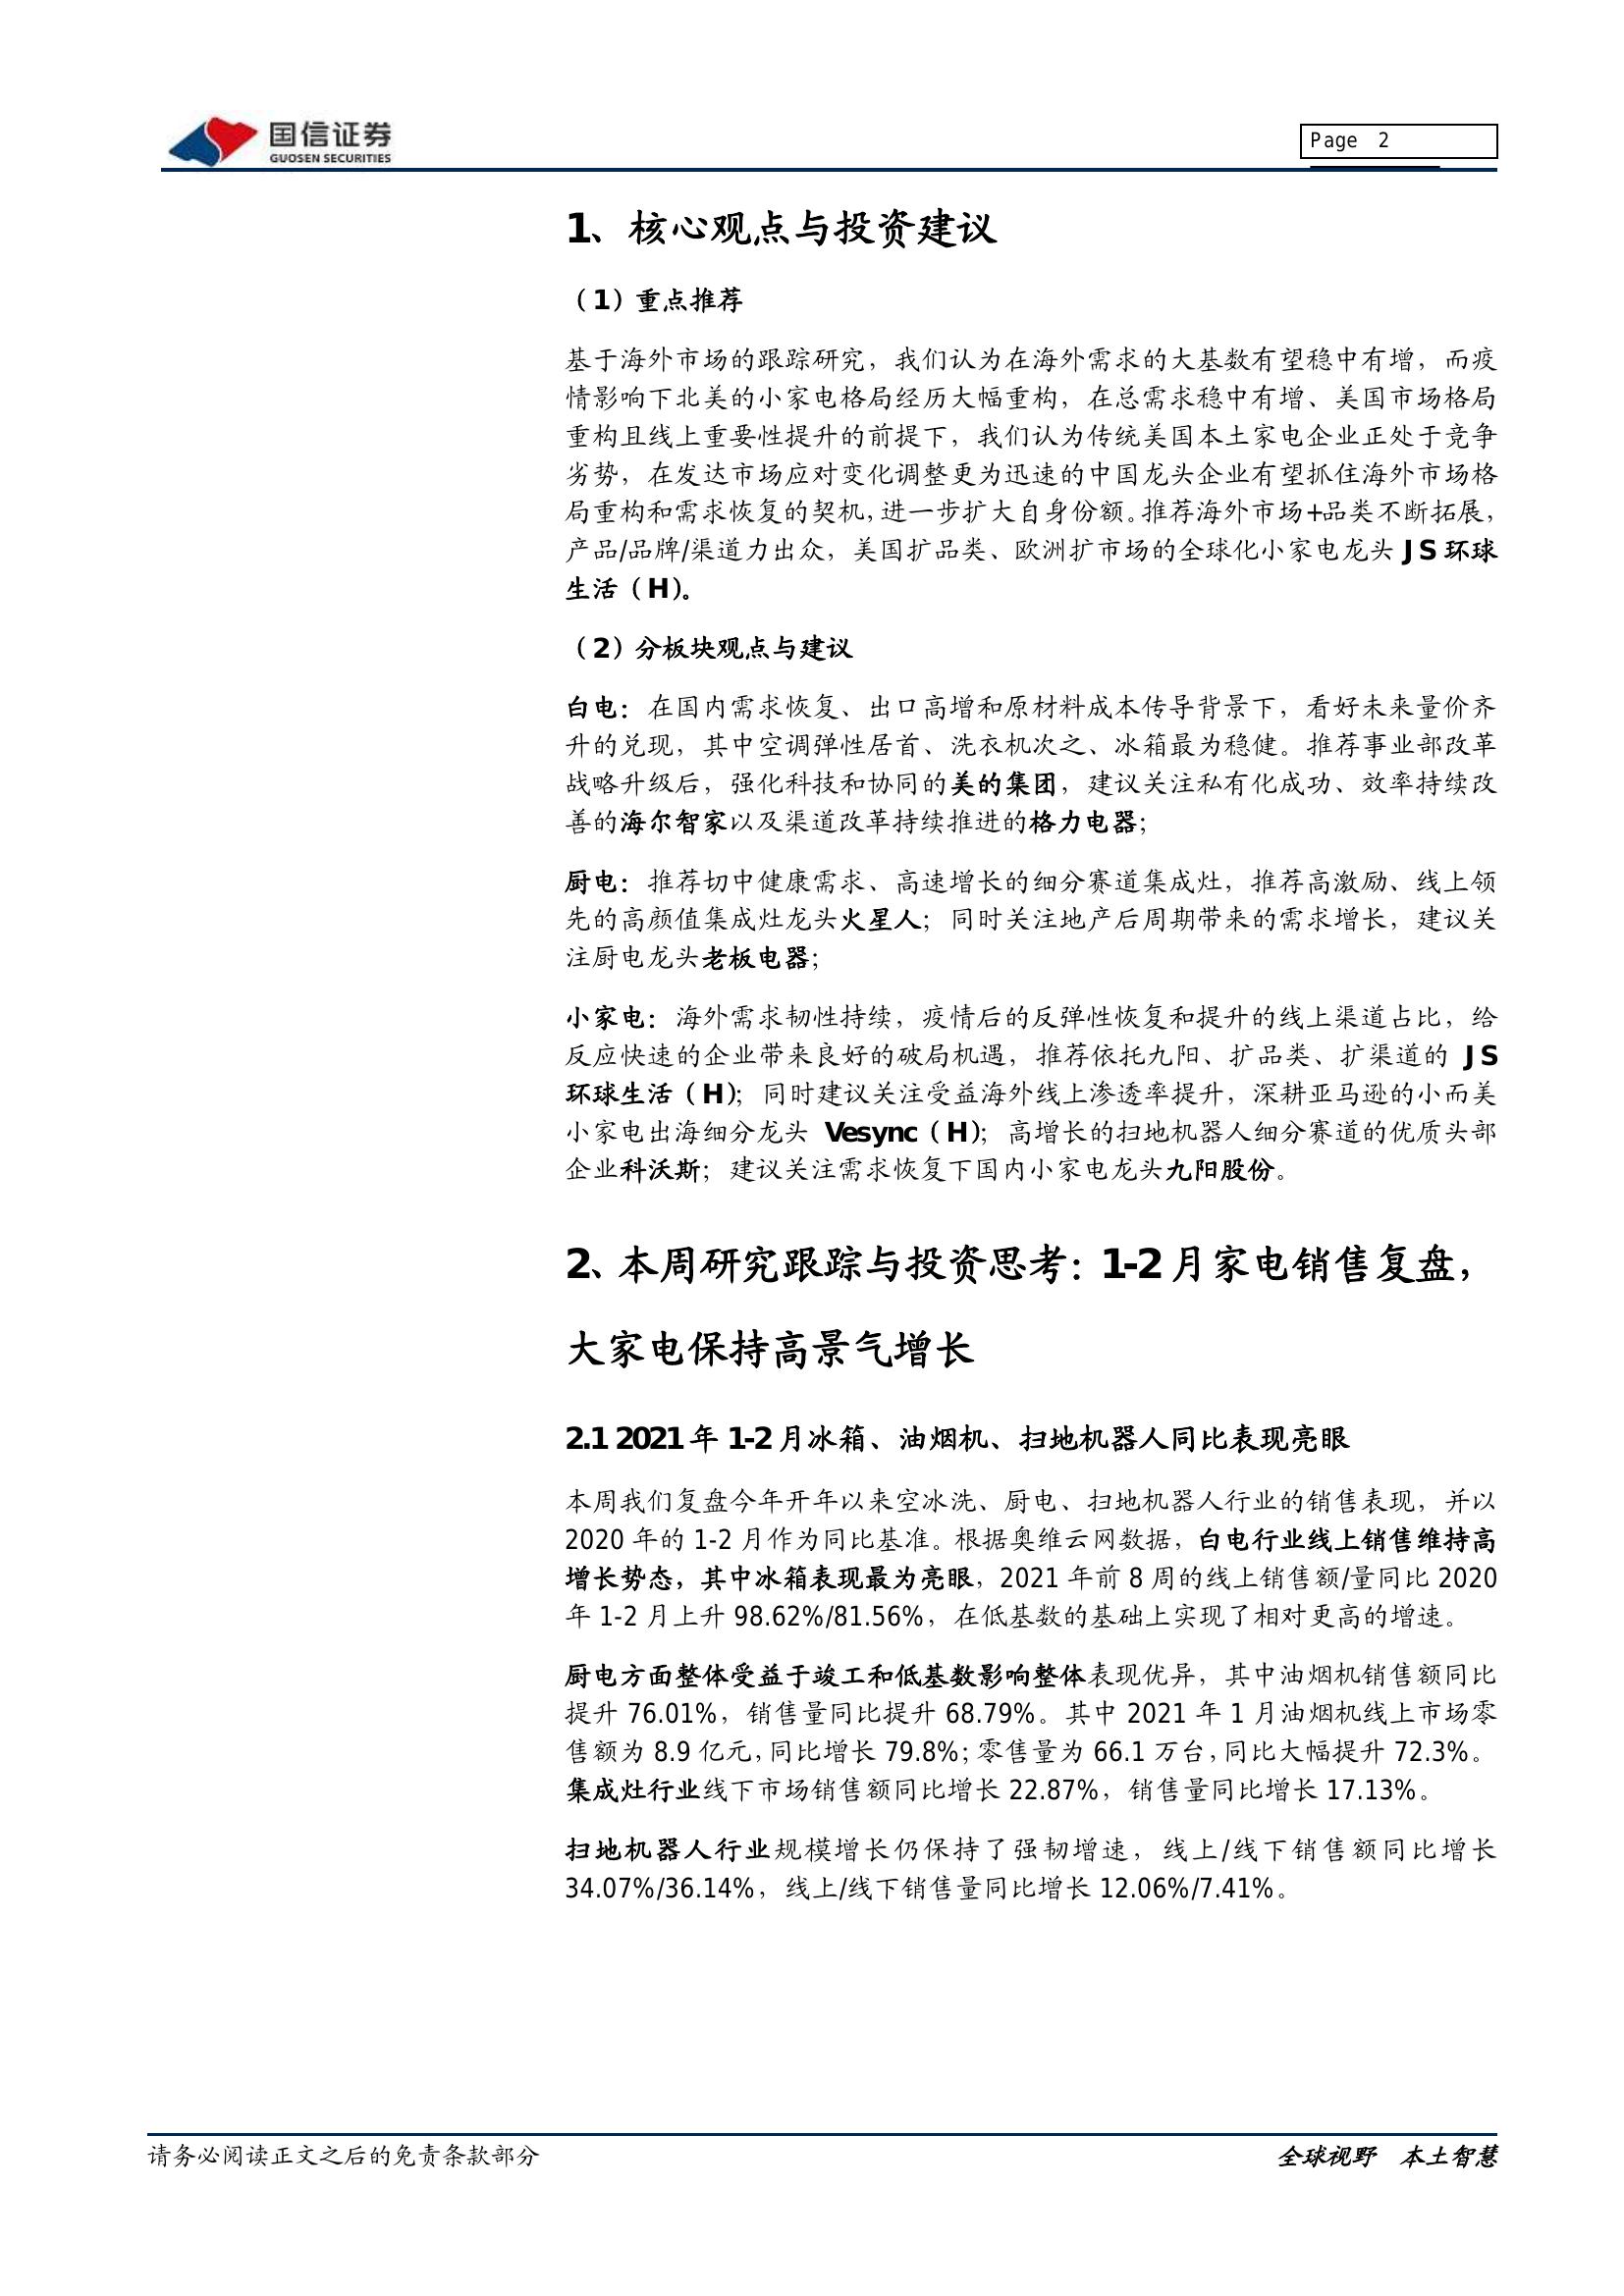 国信证券
GUOSEN SECURITIES
Page 2
1、核心观点与投资建议
（1）重点推荐
基于海外市场的跟踪研究，我们认为在海外需求的大基数有望稳中有增，而疫
情影响下北美的小家电格局经历大幅重构，在总需求稳中有增、美国市场格局
重构且线上重要性提升的前提下，我们认为传统美国本土家电企业正处于竞争
劣势，在发达市场应对变化调整更为迅速的中国龙头企业有望抓住海外市场格
局重构和需求恢复的契机,进一步扩大自身份额。推荐海外市场+品类不断拓展，
产品/品牌/渠道力出众，美国扩品类、欧洲扩市场的全球化小家电龙头 JS 环球
生活（H）。
（2）分板块观点与建议
白电：在国内需求恢复、出口高增和原材料成本传导背景下，看好未来量价齐
升的兑现，其中空调弹性居首、洗衣机次之、冰箱最为稳健。推荐事业部改革
战略升级后，强化科技和协同的美的集团，建议关注私有化成功、效率持续改
善的海尔智家以及渠道改革持续推进的格力电器；
厨电：推荐切中健康需求、高速增长的细分赛道集成灶，推荐高激励、线上领
先的高颜值集成灶龙头火星人；同时关注地产后周期带来的需求增长，建议关
注厨电龙头老板电器；
小家电：海外需求韧性持续，疫情后的反弹性恢复和提升的线上渠道占比，给
反应快速的企业带来良好的破局机遇，推荐依托九阳、扩品类、扩渠道的 JS
环球生活（H）；同时建议关注受益海外线上渗透率提升，深耕亚马逊的小而美
小家电出海细分龙头 Vesync（H）；高增长的扫地机器人细分赛道的优质头部
企业科沃斯；建议关注需求恢复下国内小家电龙头九阳股份。
2、本周研究跟踪与投资思考：1-2 月家电销售复盘，
大家电保持高景气增长
2.1 2021 年 1-2 月冰箱、油烟机、扫地机器人同比表现亮眼
本周我们复盘今年开年以来空冰洗、厨电、扫地机器人行业的销售表现，并以
2020 年的 1-2 月作为同比基准。根据奥维云网数据，白电行业线上销售维持高
增长势态，其中冰箱表现最为亮眼，2021 年前 8 周的线上销售额/量同比 2020
年 1-2 月上升 98.62%/81.56%，在低基数的基础上实现了相对更高的增速。
厨电方面整体受益于竣工和低基数影响整体表现优异，其中油烟机销售额同比
提升 76.01%，销售量同比提升 68.79%。其中 2021 年 1 月油烟机线上市场零
售额为 8.9 亿元,同比增长 79.8%;零售量为 66.1 万台,同比大幅提升 72.3%。
集成灶行业线下市场销售额同比增长 22.87%，销售量同比增长 17.13%。
扫地机器人行业规模增长仍保持了强韧增速，线上/线下销售额同比增长
34.07%/36.14%，线上/线下销售量同比增长 12.06%/7.41%。
请务必阅读正文之后的免责条款部分
全球视野 本土智慧